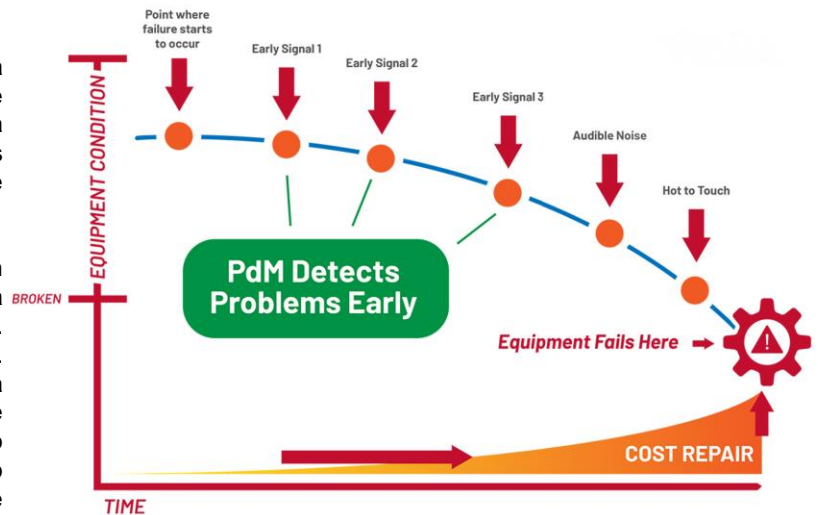 Point where
failure starts
to occur
Early Signal 1
Early Signal 2
Early Signal 3
Audible Noise
Hot to Touch
EQUIPMENT CONDITION
PdM Detects
Problems Early
BROKEN
Equipment Fails Here
COST REPAIR
TIME